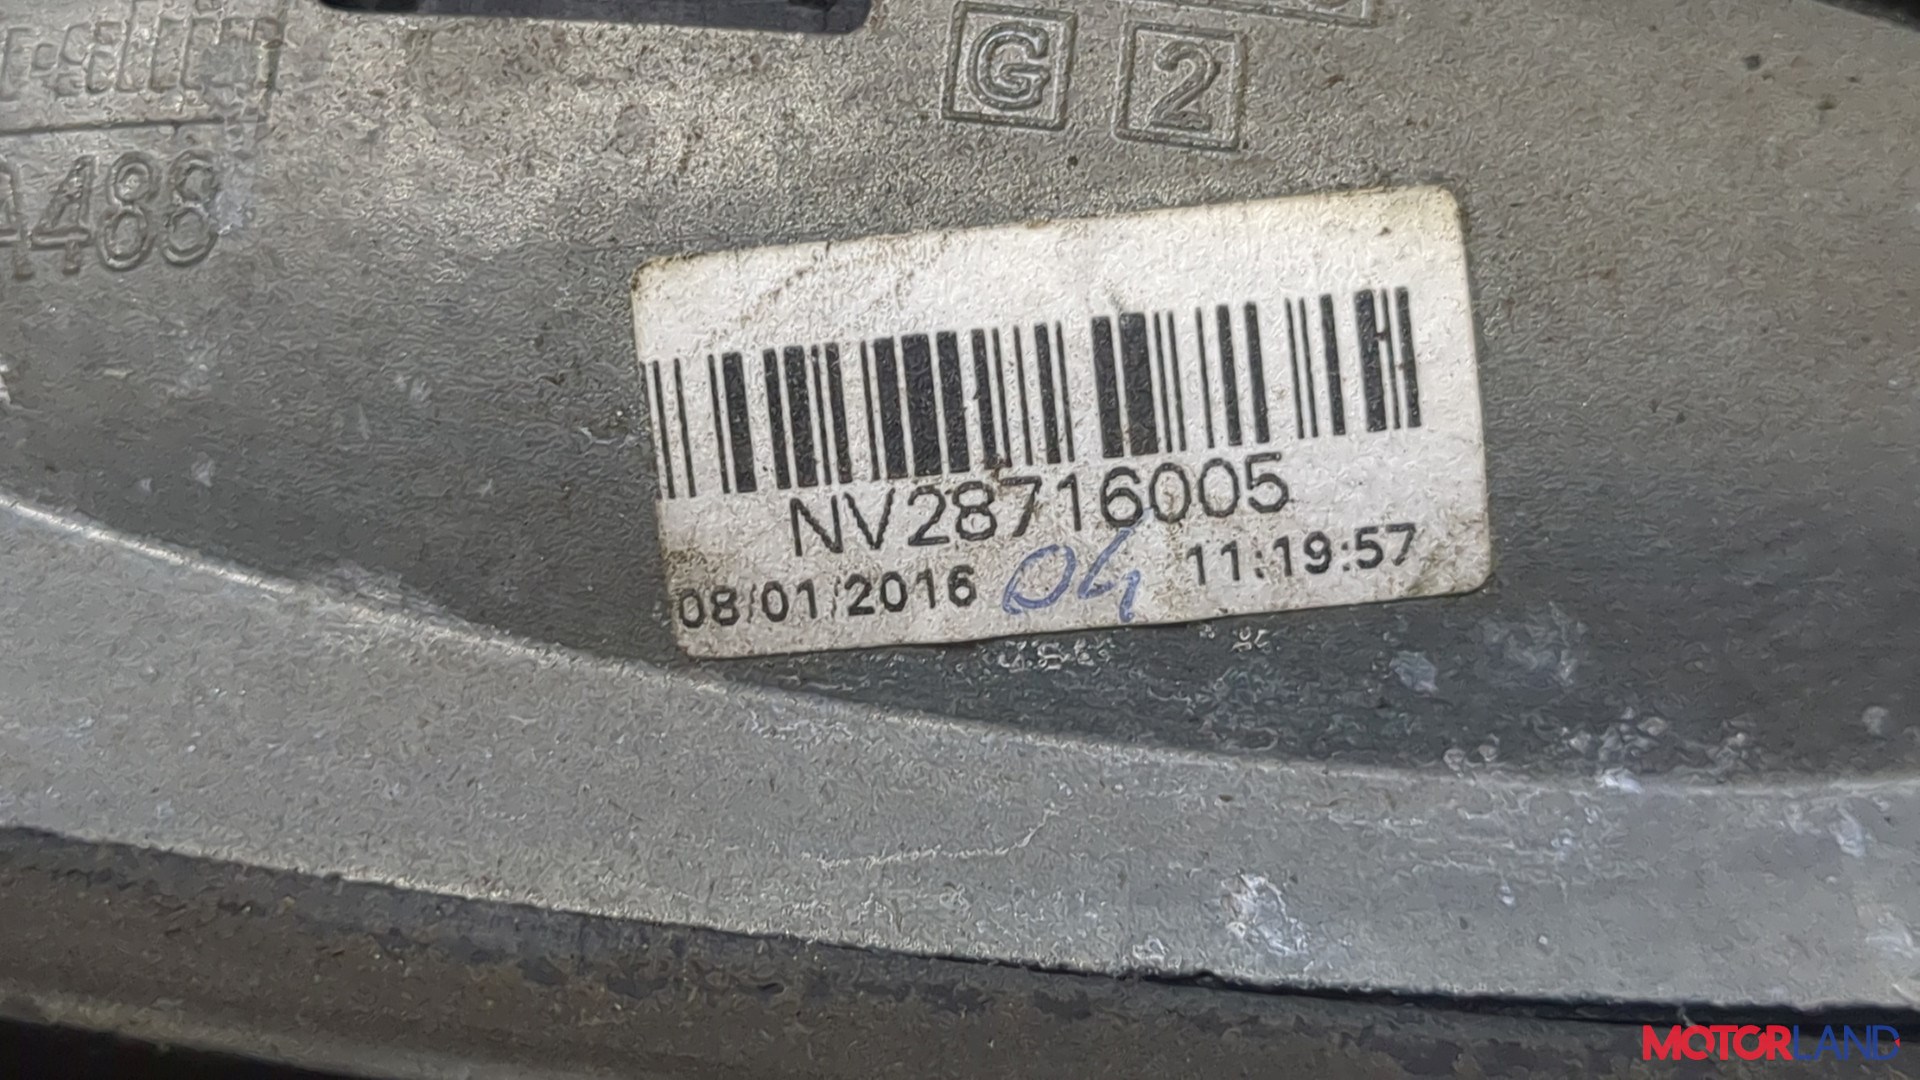 G 2
A488
NV28716005
08/01/2016 04 11:19:57
MOTORLAND